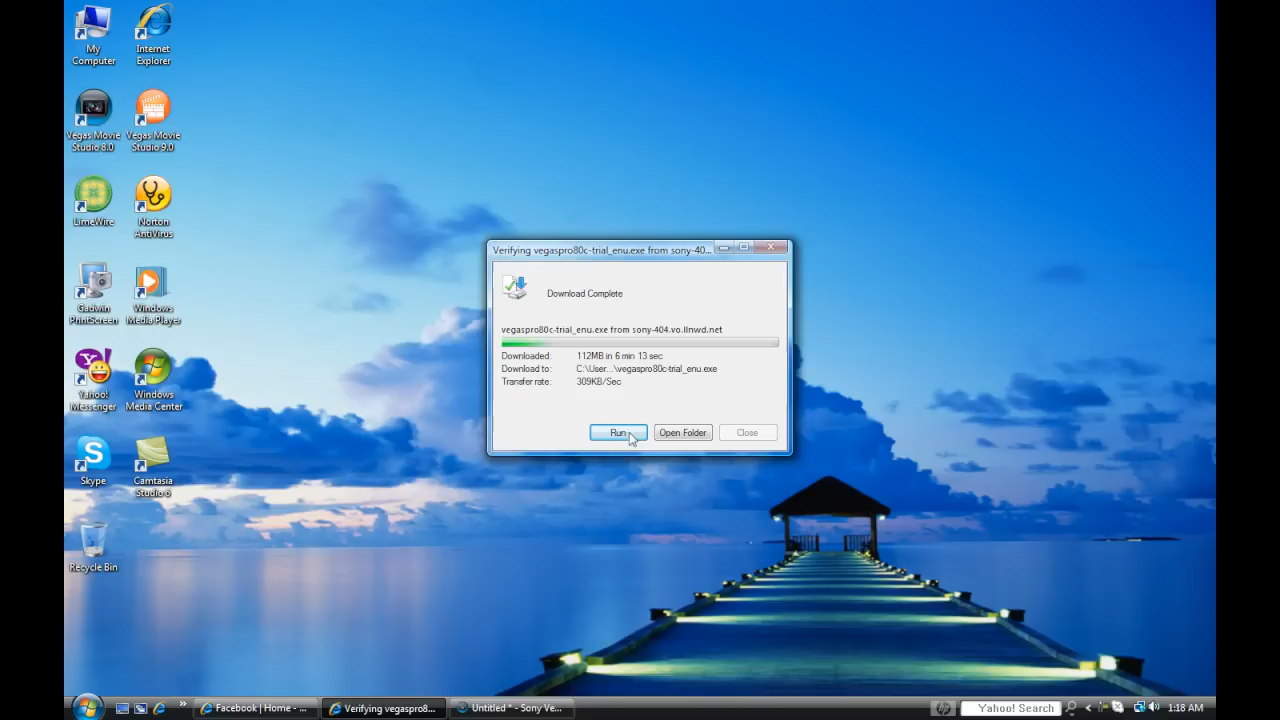 My
Computer
Internet
Explorer
Vegas Movie
Studio 8.0
Vegas Movie
Studio 9.0
LimeWire
Norton
AntiVirus
Gadwin
PrintScreen
Windows
Media Player
Yahoo!
Messenger
Windows
Media Center
Skype
Camtasia
Studio 6
Recycle Bin
Verifying vegaspro80c-trial_enu.exe from sony-40...
Download Complete
vegaspro80c-trial_enu.exe from sony-404.vo.llnwd.net
Downloaded: 112MB in 6 min 13 sec
Download to: C:\User...\vegaspro80c-trial_enu.exe
Transfer rate: 309KB/Sec
Run Open Folder Close
Facebook | Home - ... Verifying vegaspro8... Untitled * - Sony Ve... hp Yahoo! Search 1:18 AM